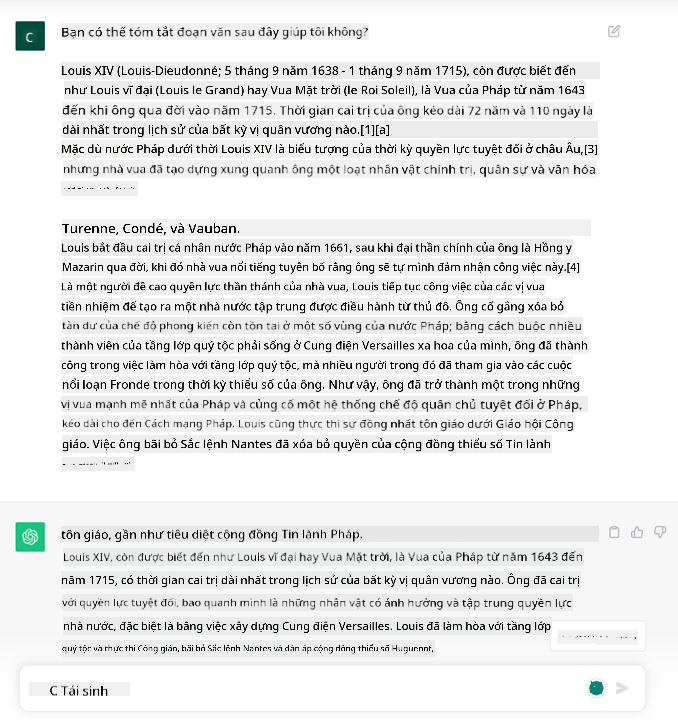 C
Bạn có thể tóm tắt đoạn văn sau đây giúp tôi không?
Louis XIV (Louis-Dieudonné; 5 tháng 9 năm 1638 - 1 tháng 9 năm 1715), còn được biết đến
như Louis vĩ đại (Louis le Grand) hay Vua Mặt trời (le Roi Soleil), là Vua của Pháp từ năm 1643
đến khi ông qua đời vào năm 1715. Thời gian cai trị của ông kéo dài 72 năm và 110 ngày là
dài nhất trong lịch sử của bất kỳ vị quân vương nào.[1][a]
Mặc dù nước Pháp dưới thời Louis XIV là biểu tượng của thời kỳ quyền lực tuyệt đối ở châu Âu,[3]
nhưng nhà vua đã tạo dựng xung quanh ông một loạt nhân vật chính trị, quân sự và văn hóa
Turenne, Condé, và Vauban.
Louis bắt đầu cai trị cá nhân nước Pháp vào năm 1661, sau khi đại thần chính của ông là Hồng y
Mazarin qua đời, khi đó nhà vua nổi tiếng tuyên bố rằng ông sẽ tự mình đảm nhận công việc này.[4]
Là một người đề cao quyền lực thần thánh của nhà vua, Louis tiếp tục công việc của các vị vua
tiền nhiệm để tạo ra một nhà nước tập trung được điều hành từ thủ đô. Ông cố gắng xóa bỏ
tàn dư của chế độ phong kiến còn tồn tại ở một số vùng của nước Pháp; bằng cách buộc nhiều
thành viên của tầng lớp quý tộc phải sống ở Cung điện Versailles xa hoa của mình, ông đã thành
công trong việc làm hòa với tầng lớp quý tộc, mà nhiều người trong đó đã tham gia vào các cuộc
nổi loạn Fronde trong thời kỳ thiểu số của ông. Như vậy, ông đã trở thành một trong những
vị vua mạnh mẽ nhất của Pháp và củng cố một hệ thống chế độ quân chủ tuyệt đối ở Pháp,
kéo dài cho đến Cách mạng Pháp. Louis cũng thực thi sự đồng nhất tôn giáo dưới Giáo hội Công
giáo. Việc ông bãi bỏ Sắc lệnh Nantes đã xóa bỏ quyền của cộng đồng thiểu số Tin lành
tôn giáo, gần như tiêu diệt cộng đồng Tin lành Pháp.
Louis XIV, còn được biết đến như Louis vĩ đại hay Vua Mặt trời, là Vua của Pháp từ năm 1643 đến
năm 1715, có thời gian cai trị dài nhất trong lịch sử của bất kỳ vị quân vương nào. Ông đã cai trị
với quyền lực tuyệt đối, bao quanh mình là những nhân vật có ảnh hưởng và tập trung quyền lực
nhà nước, đặc biệt là bằng việc xây dựng Cung điện Versailles. Louis đã làm hòa với tầng lớp
quý tộc và thực thi Công giáo, bãi bỏ Sắc lệnh Nantes và đàn áp cộng đồng thiểu số Huguenot,
C Tái sinh